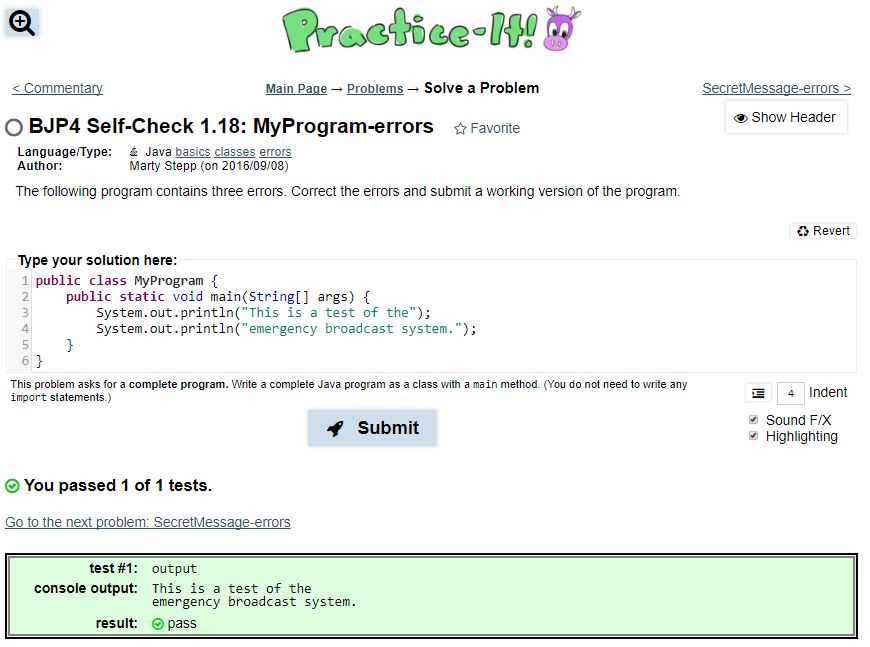 Practice-It!
< Commentary
Main Page → Problems → Solve a Problem
SecretMessage-errors >
BJP4 Self-Check 1.18: MyProgram-errors
Favorite
Show Header
Language/Type: Java basics classes errors
Author: Marty Stepp (on 2016/09/08)
The following program contains three errors. Correct the errors and submit a working version of the program.
Revert
Type your solution here:
1 public class MyProgram {
2     public static void main(String[] args) {
3         System.out.println("This is a test of the");
4         System.out.println("emergency broadcast system.");
5     }
6 }
This problem asks for a complete program. Write a complete Java program as a class with a main method. (You do not need to write any
import statements.)
4 Indent
Submit
Sound F/X
Highlighting
You passed 1 of 1 tests.
Go to the next problem: SecretMessage-errors
test #1: output
console output: This is a test of the
emergency broadcast system.
result: pass